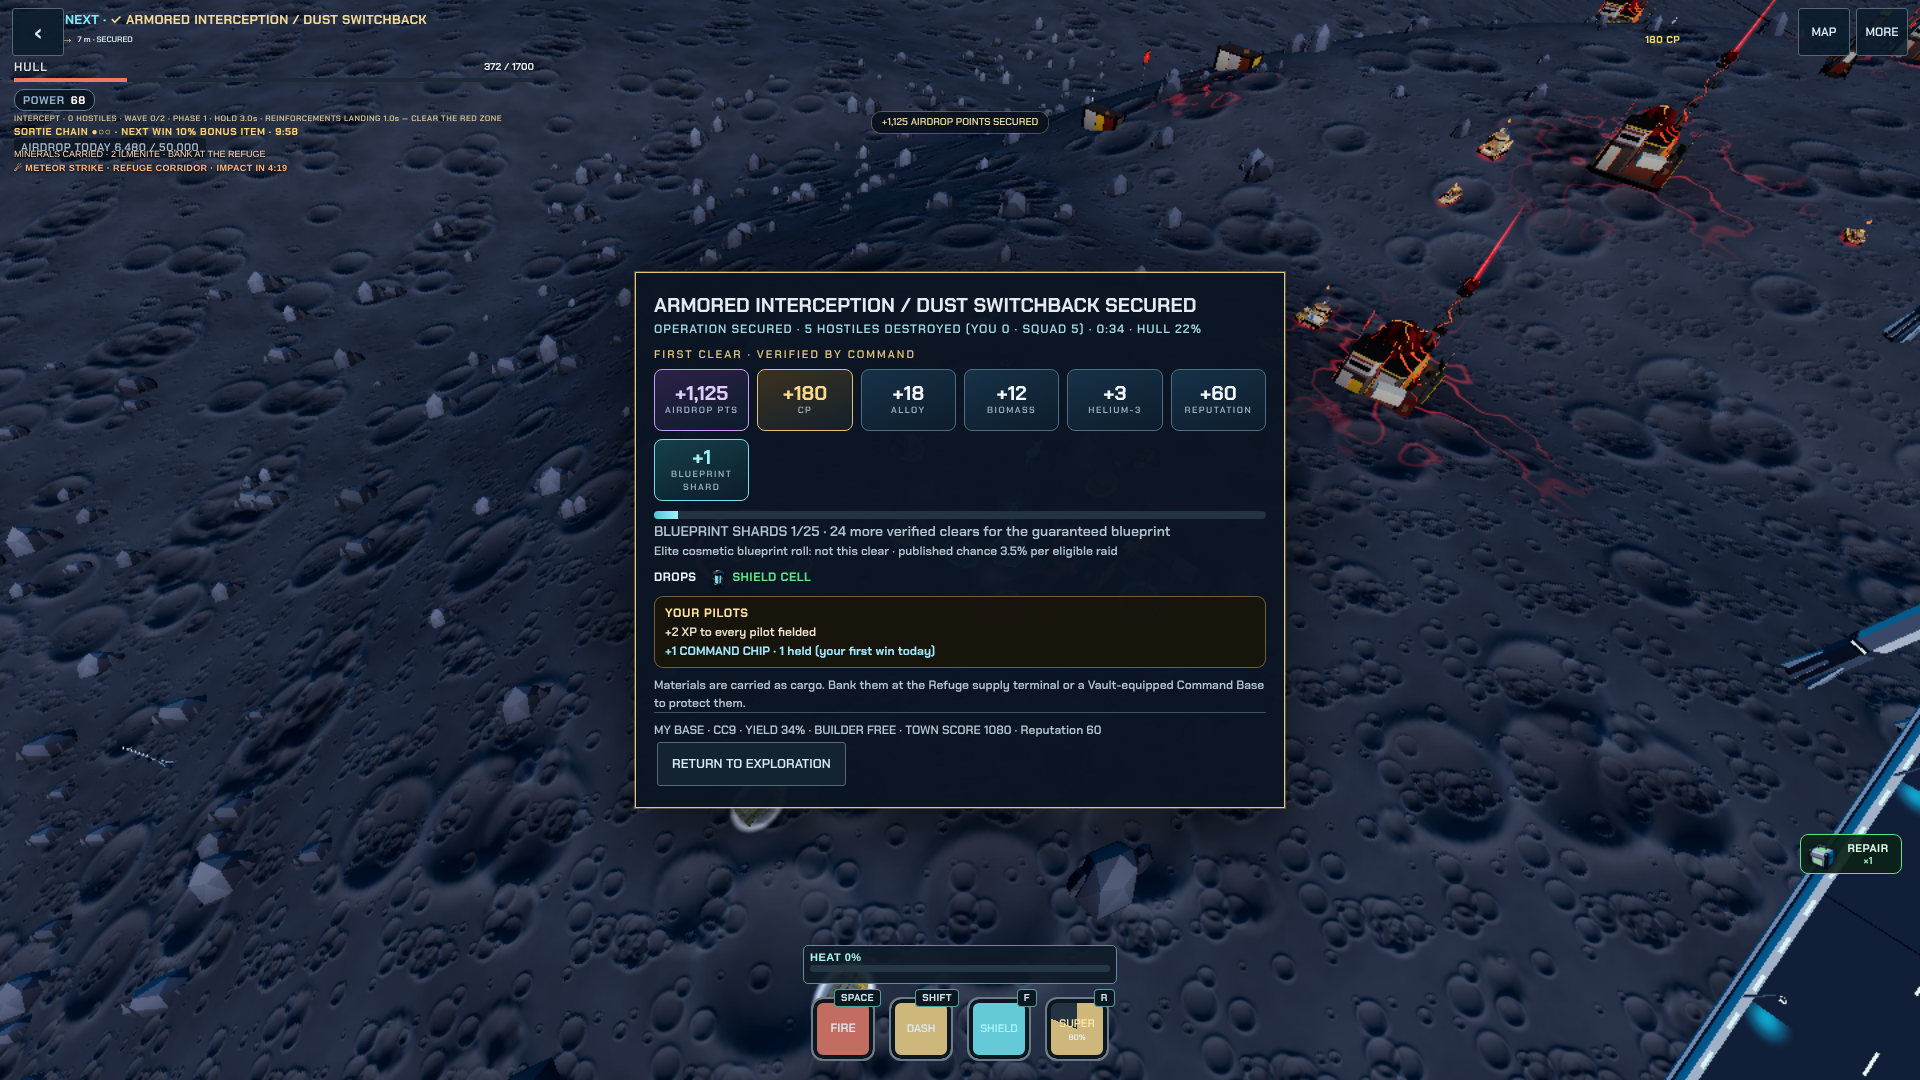 ‹
NEXT · ✓ ARMORED INTERCEPTION / DUST SWITCHBACK
→ 7 m · SECURED
HULL 372 / 1700
POWER 68
INTERCEPT · 0 HOSTILES · WAVE 0/2 · PHASE 1 · HOLD 3.0s · REINFORCEMENTS LANDING 1.0s — CLEAR THE RED ZONE
SORTIE CHAIN ●○○ · NEXT WIN 10% BONUS ITEM · 9:58
AIRDROP TODAY 6,480 / 50,000
MINERALS CARRIED · 2 ILMENITE · BANK AT THE REFUGE
☄ METEOR STRIKE · REFUGE CORRIDOR · IMPACT IN 4:19
+1,125 AIRDROP POINTS SECURED
180 CP
MAP
MORE
ARMORED INTERCEPTION / DUST SWITCHBACK SECURED
OPERATION SECURED · 5 HOSTILES DESTROYED (YOU 0 · SQUAD 5) · 0:34 · HULL 22%
FIRST CLEAR · VERIFIED BY COMMAND
+1,125
AIRDROP PTS
+180
CP
+18
ALLOY
+12
BIOMASS
+3
HELIUM-3
+60
REPUTATION
+1
BLUEPRINT
SHARD
BLUEPRINT SHARDS 1/25 · 24 more verified clears for the guaranteed blueprint
Elite cosmetic blueprint roll: not this clear · published chance 3.5% per eligible raid
DROPS SHIELD CELL
YOUR PILOTS
+2 XP to every pilot fielded
+1 COMMAND CHIP · 1 held (your first win today)
Materials are carried as cargo. Bank them at the Refuge supply terminal or a Vault-equipped Command Base
to protect them.
MY BASE · CC9 · YIELD 34% · BUILDER FREE · TOWN SCORE 1080 · Reputation 60
RETURN TO EXPLORATION
REPAIR
×1
HEAT 0%
SPACE
FIRE
SHIFT
DASH
F
SHIELD
R
SUPER
80%